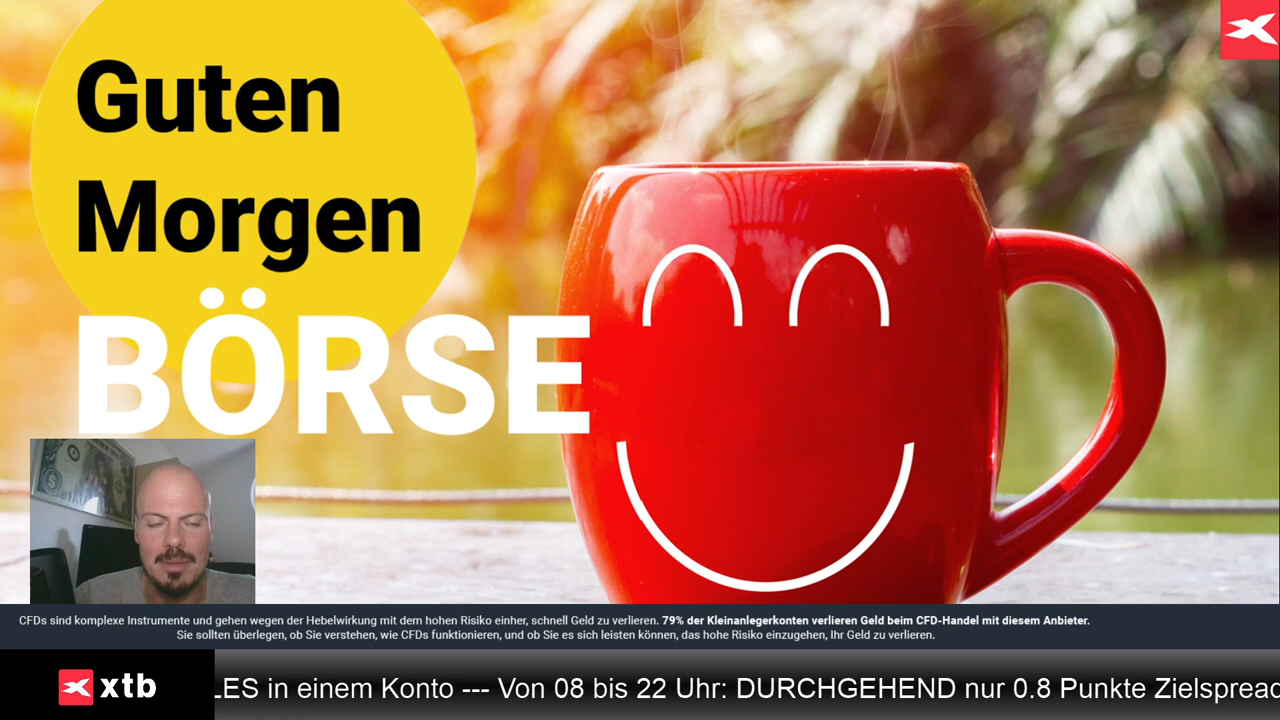 Guten
Morgen
BÖRSE
CFDs sind komplexe Instrumente und gehen wegen der Hebelwirkung mit dem hohen Risiko einher, schnell Geld zu verlieren. 79% der Kleinanlegerkonten verlieren Geld beim CFD-Handel mit diesem Anbieter.
Sie sollten überlegen, ob Sie verstehen, wie CFDs funktionieren, und ob Sie es sich leisten können, das hohe Risiko einzugehen, Ihr Geld zu verlieren.
xtb
LES in einem Konto --- Von 08 bis 22 Uhr: DURCHGEHEND nur 0.8 Punkte Zielspread